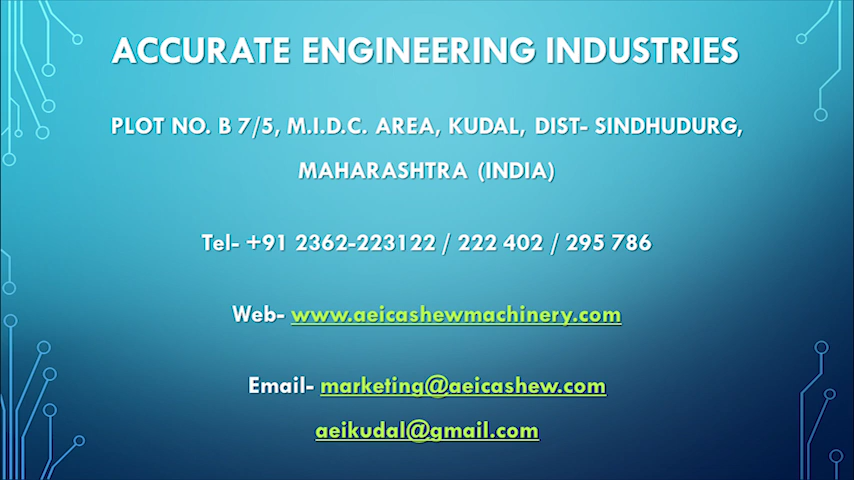 ACCURATE ENGINEERING INDUSTRIES
PLOT NO. B 7/5, M.I.D.C. AREA, KUDAL, DIST- SINDHUDURG,
MAHARASHTRA (INDIA)
Tel- +91 2362-223122 / 222 402 / 295 786
Web- www.aeicashewmachinery.com
Email- marketing@aeicashew.com
aeikudal@gmail.com